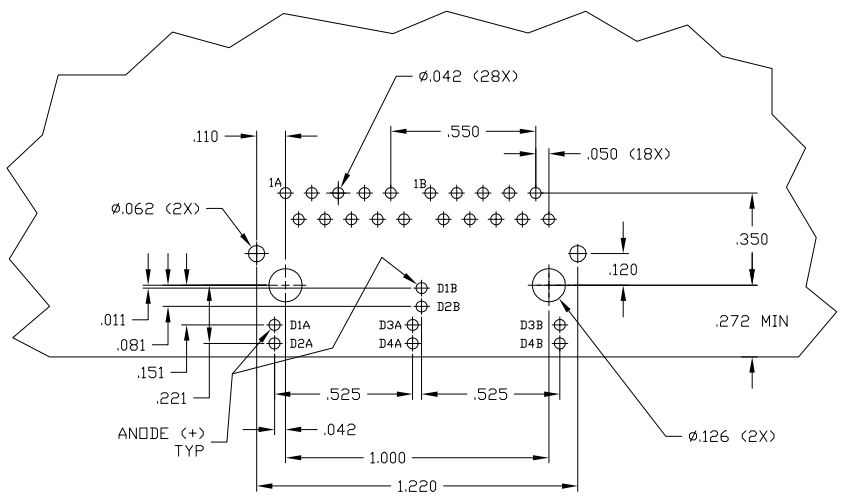 Ø.042 (28X)
.110
.550
.050 (18X)
1A
1B
Ø.062 (2X)
.350
.120
D1B
.011
D2B
.272 MIN
D1A
D3A
D3B
.081
D2A
D4A
D4B
.151
.221
.525
.525
ANODE (+)
TYP
.042
Ø.126 (2X)
1.000
1.220